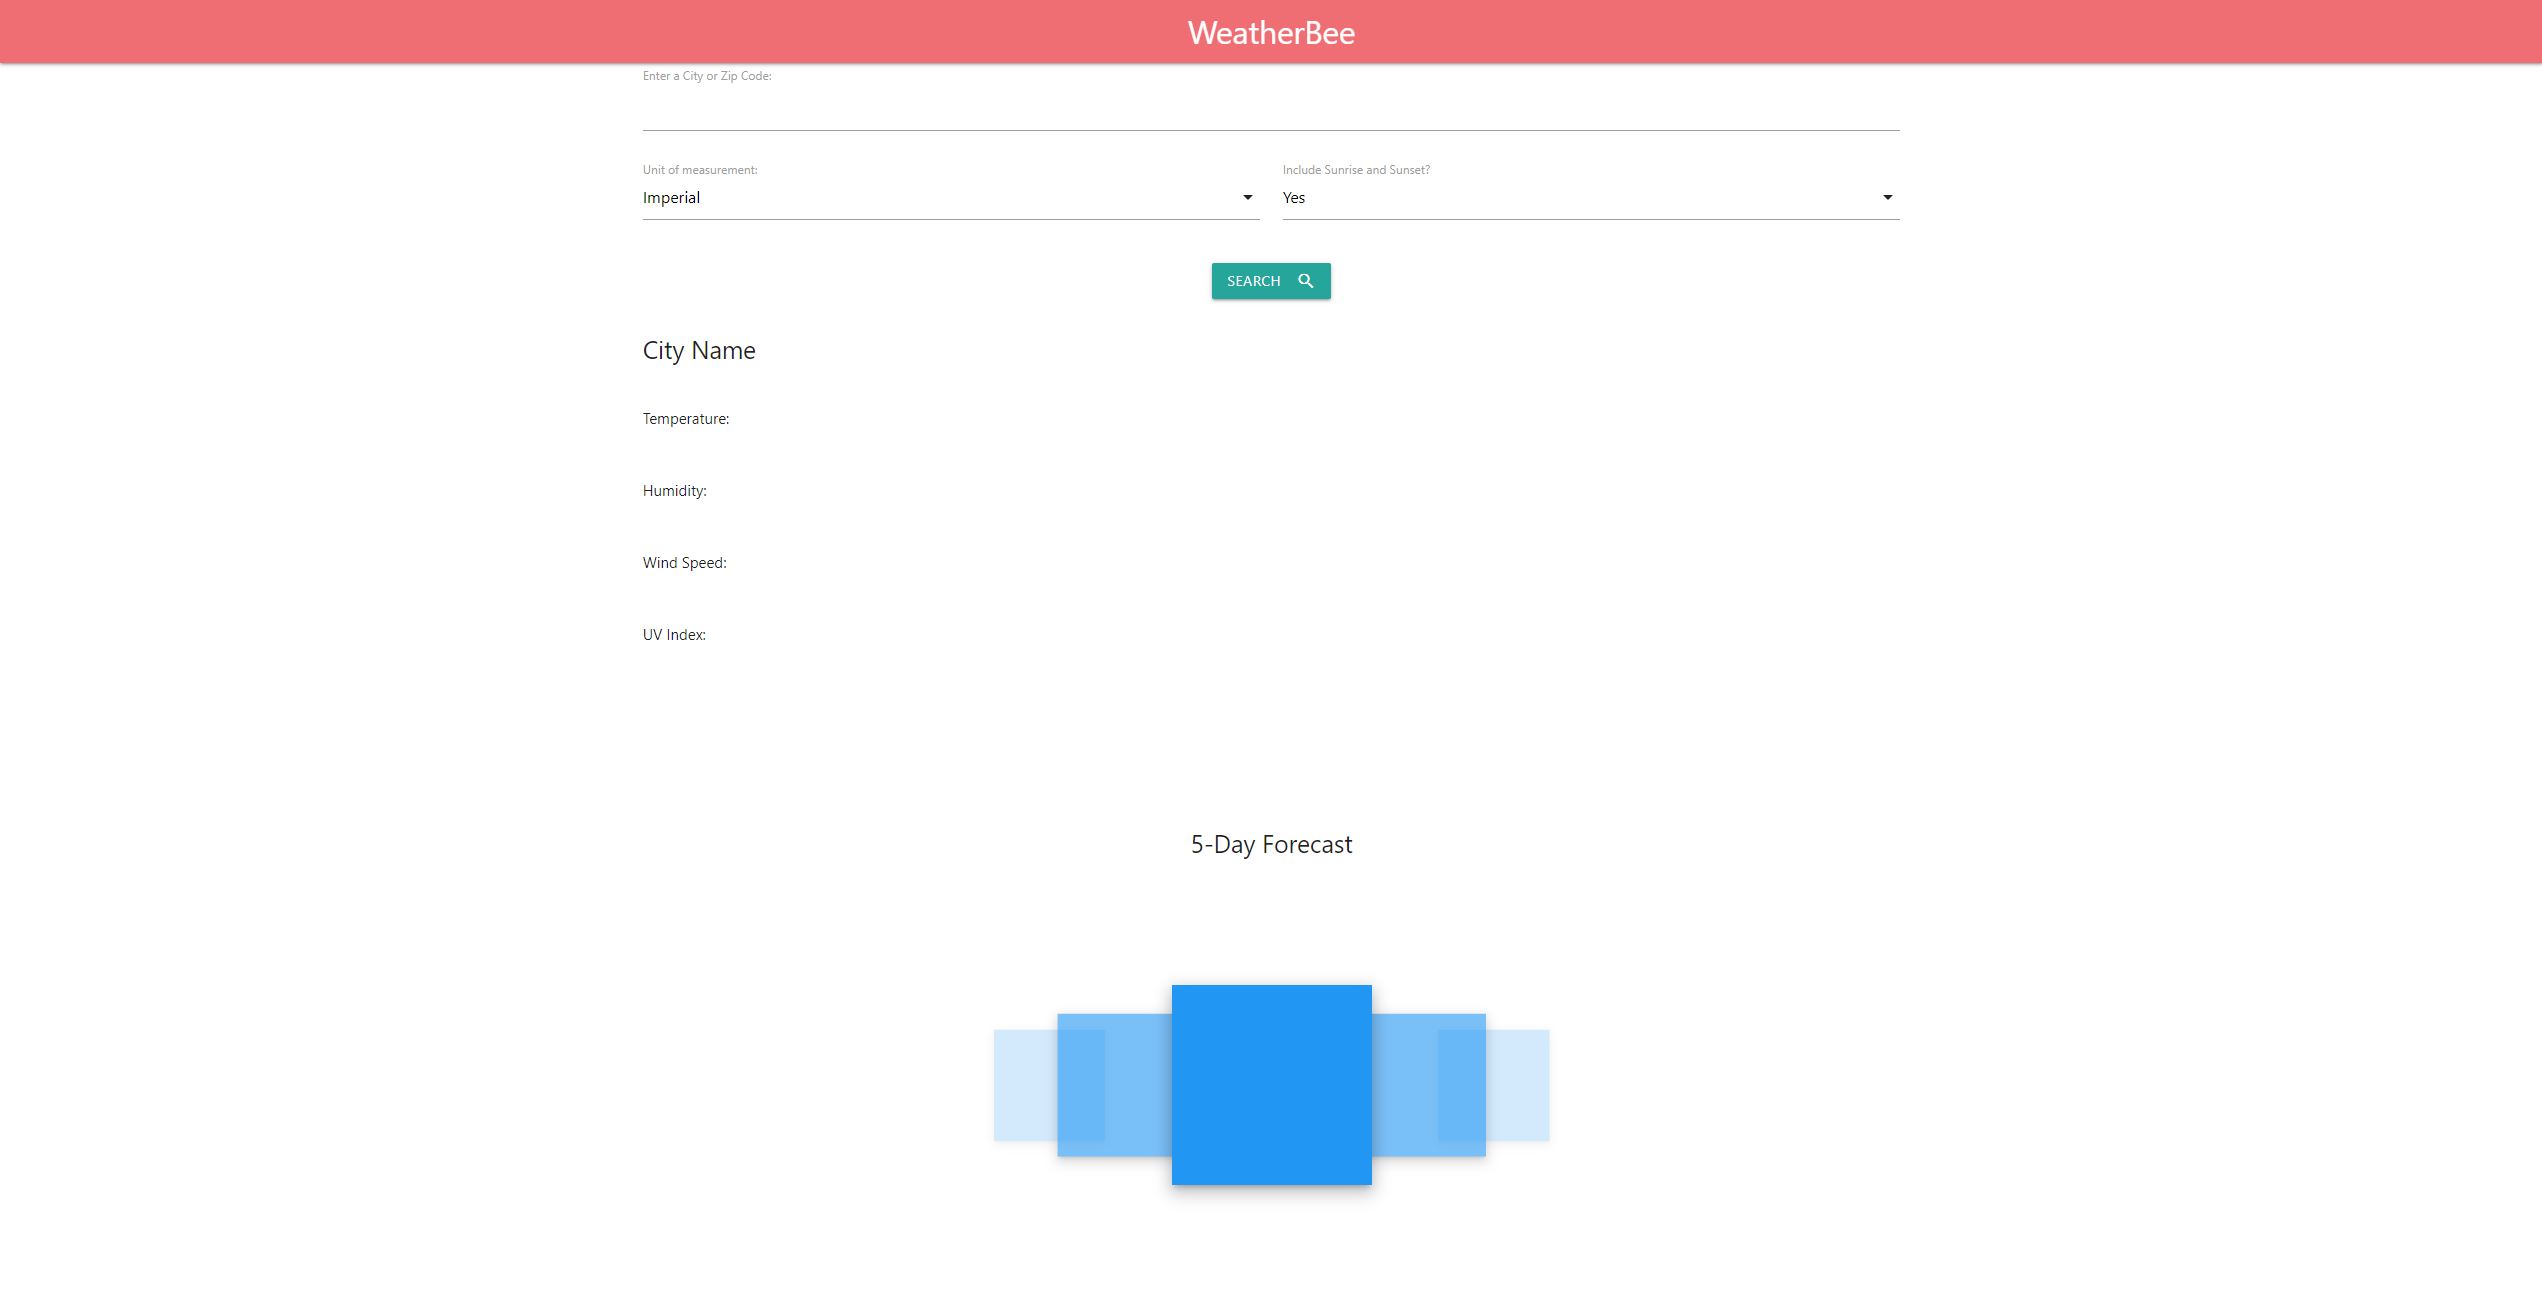 WeatherBee
Enter a City or Zip Code:
Unit of measurement:
Include Sunrise and Sunset?
Imperial
Yes
SEARCH
City Name
Temperature:
Humidity:
Wind Speed:
UV Index:
5-Day Forecast